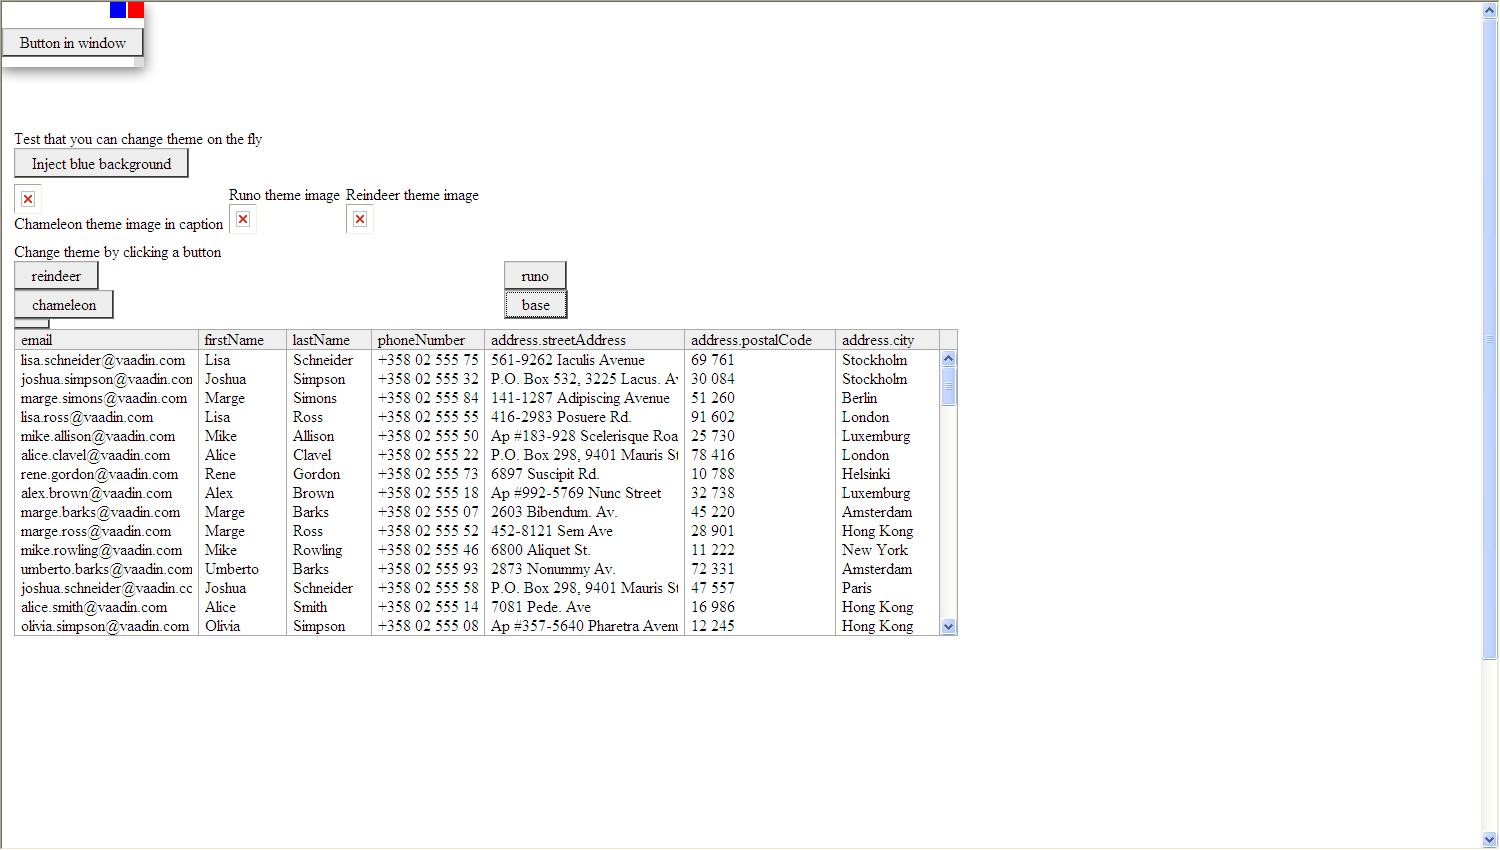 Button in window
Test that you can change theme on the fly
Inject blue background
Runo theme image Reindeer theme image
Chameleon theme image in caption
Change theme by clicking a button
reindeer runo
chameleon base
email firstName lastName phoneNumber address.streetAddress address.postalCode address.city
lisa.schneider@vaadin.com Lisa Schneider +358 02 555 75 561-9262 Iaculis Avenue 69 761 Stockholm
joshua.simpson@vaadin.con Joshua Simpson +358 02 555 32 P.O. Box 532, 3225 Lacus. Av 30 084 Stockholm
marge.simons@vaadin.com Marge Simons +358 02 555 84 141-1287 Adipiscing Avenue 51 260 Berlin
lisa.ross@vaadin.com Lisa Ross +358 02 555 55 416-2983 Posuere Rd. 91 602 London
mike.allison@vaadin.com Mike Allison +358 02 555 50 Ap #183-928 Scelerisque Roa 25 730 Luxemburg
alice.clavel@vaadin.com Alice Clavel +358 02 555 22 P.O. Box 298, 9401 Mauris St 78 416 London
rene.gordon@vaadin.com Rene Gordon +358 02 555 73 6897 Suscipit Rd. 10 788 Helsinki
alex.brown@vaadin.com Alex Brown +358 02 555 18 Ap #992-5769 Nunc Street 32 738 Luxemburg
marge.barks@vaadin.com Marge Barks +358 02 555 07 2603 Bibendum. Av. 45 220 Amsterdam
marge.ross@vaadin.com Marge Ross +358 02 555 52 452-8121 Sem Ave 28 901 Hong Kong
mike.rowling@vaadin.com Mike Rowling +358 02 555 46 6800 Aliquet St. 11 222 New York
umberto.barks@vaadin.com Umberto Barks +358 02 555 93 2873 Nonummy Av. 72 331 Amsterdam
joshua.schneider@vaadin.cc Joshua Schneider +358 02 555 58 P.O. Box 298, 9401 Mauris St 47 557 Paris
alice.smith@vaadin.com Alice Smith +358 02 555 14 7081 Pede. Ave 16 986 Hong Kong
olivia.simpson@vaadin.com Olivia Simpson +358 02 555 08 Ap #357-5640 Pharetra Avenu 12 245 Hong Kong